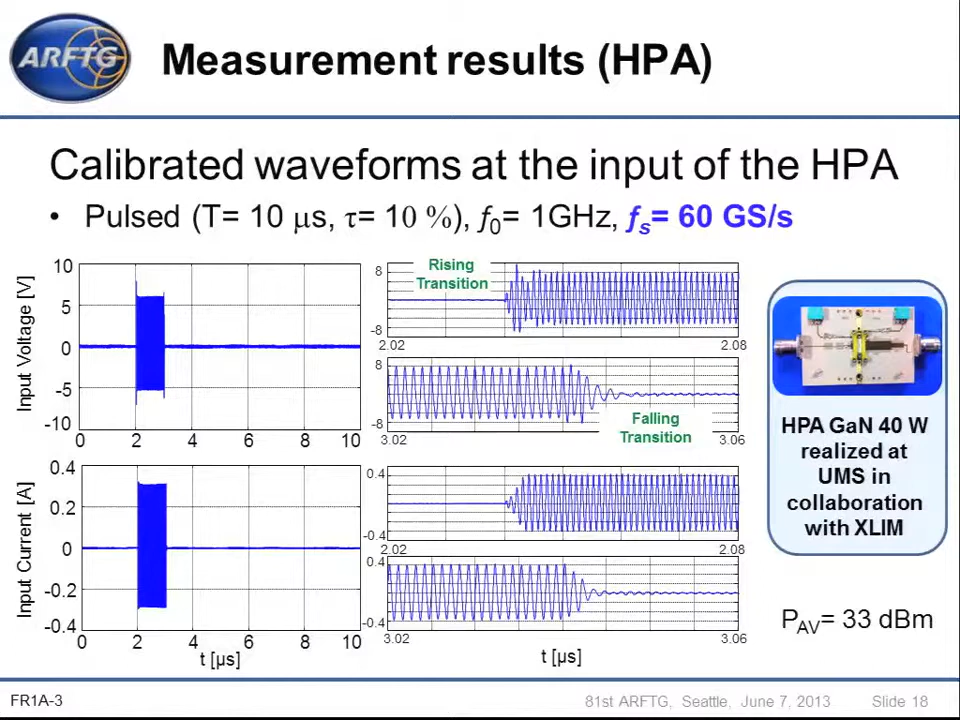 ARFTG
Measurement results (HPA)
Calibrated waveforms at the input of the HPA
• Pulsed (T= 10 μs, τ= 10 %), f0= 1GHz, fs= 60 GS/s
Input Voltage [V]
10
5
0
-5
-10
0 2 4 6 8 10
Rising
Transition
8
-8
2.02 2.08
8
-8
3.02 3.06
Falling
Transition
Input Current [A]
0.4
0.2
0
-0.2
-0.4
0 2 4 6 8 10
t [µs]
0.4
-0.4
2.02 2.08
0.4
-0.4
3.02 3.06
t [µs]
HPA GaN 40 W
realized at
UMS in
collaboration
with XLIM
PAV= 33 dBm
FR1A-3
81st ARFTG, Seattle, June 7, 2013
Slide 18